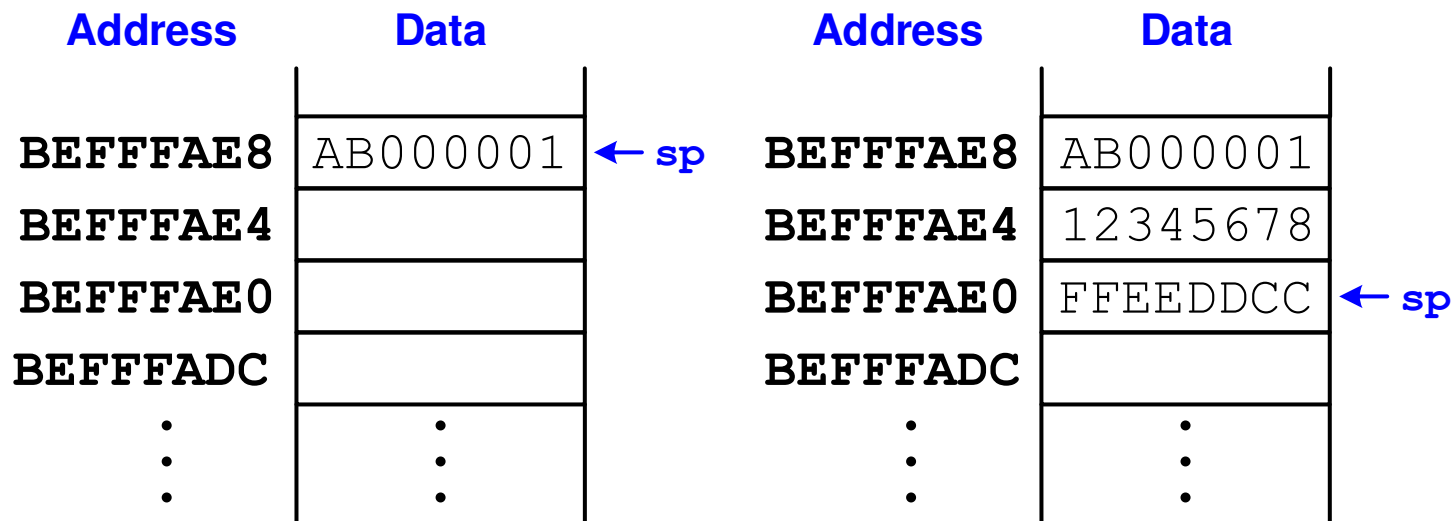 Address Data Address Data
BEFFFAE8 AB000001 sp BEFFFAE8 AB000001
BEFFFAE4 BEFFFAE4 12345678
BEFFFAE0 BEFFFAE0 FFEEDDCC sp
BEFFFADC BEFFFADC